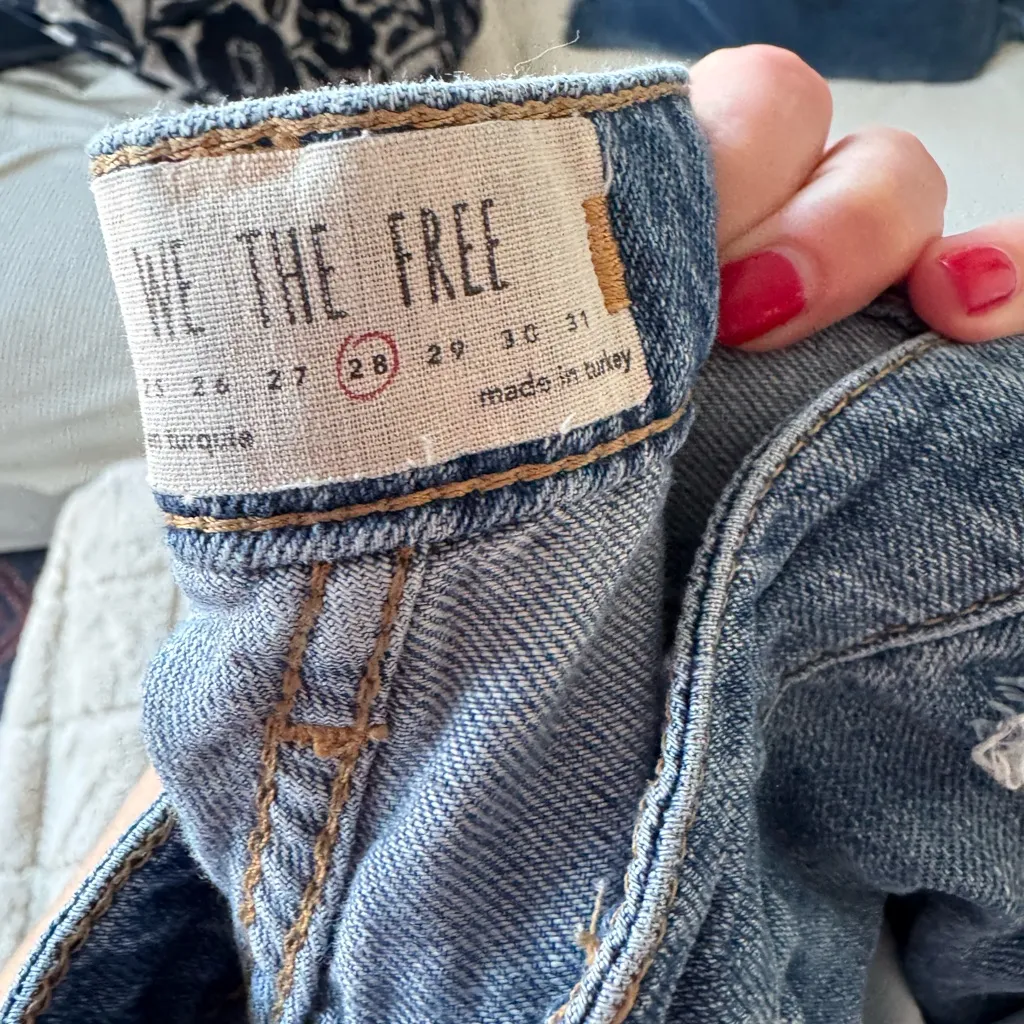 WE THE FREE
25 26 27 28 29 30 31
made in turkey
en turquie